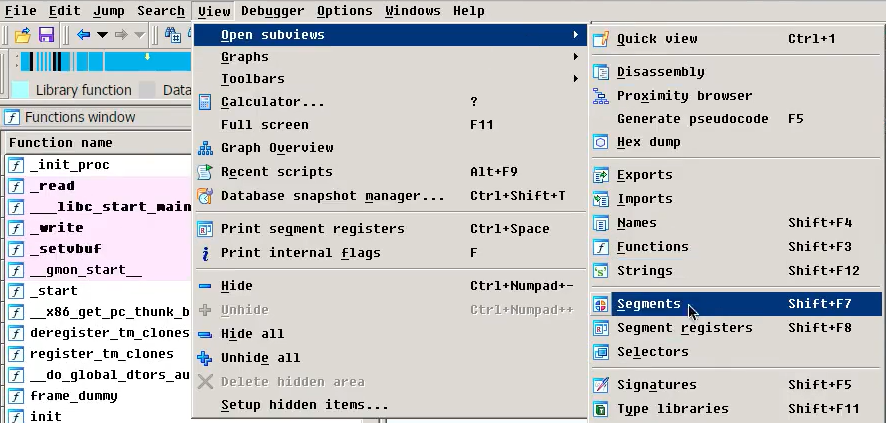 File Edit Jump Search View Debugger Options Windows Help
Library function Data
Functions window
Function name
_init_proc
_read
___libc_start_main
_write
_setvbuf
__gmon_start__
_start
__x86_get_pc_thunk_b
deregister_tm_clones
register_tm_clones
__do_global_dtors_au
frame_dummy
init
Open subviews
Graphs
Toolbars
Calculator... ?
Full screen F11
Graph Overview
Recent scripts Alt+F9
Database snapshot manager... Ctrl+Shift+T
Print segment registers Ctrl+Space
Print internal flags F
Hide Ctrl+Numpad+-
Unhide Ctrl+Numpad++
Hide all
Unhide all
Delete hidden area
Setup hidden items...
Quick view Ctrl+1
Disassembly
Proximity browser
Generate pseudocode F5
Hex dump
Exports
Imports
Names Shift+F4
Functions Shift+F3
Strings Shift+F12
Segments Shift+F7
Segment registers Shift+F8
Selectors
Signatures Shift+F5
Type libraries Shift+F11